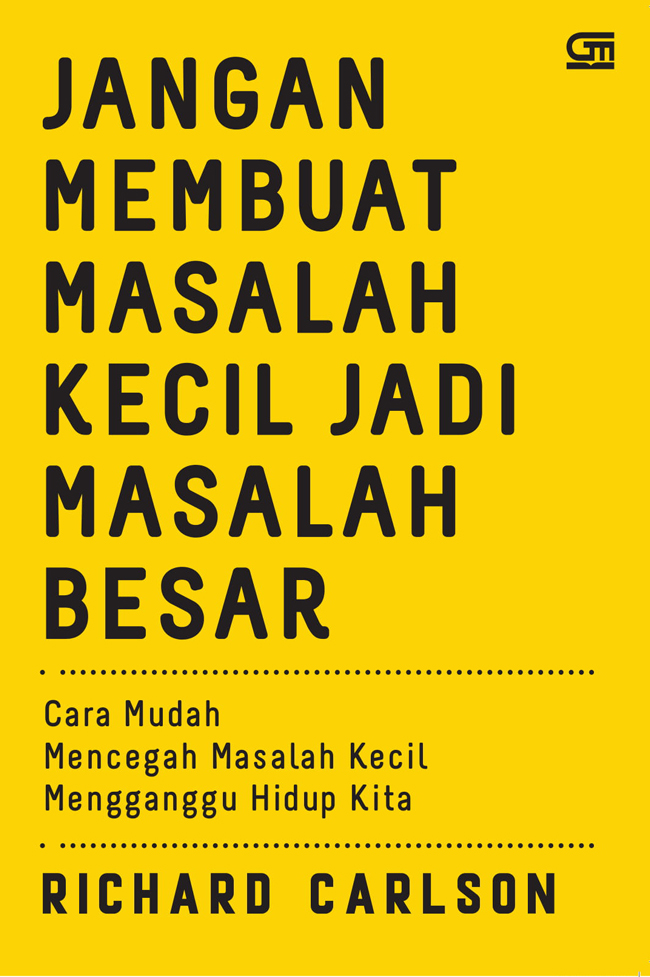 JANGAN
MEMBUAT
MASALAH
KECIL JADI
MASALAH
BESAR
Cara Mudah
Mencegah Masalah Kecil
Mengganggu Hidup Kita
RICHARD CARLSON